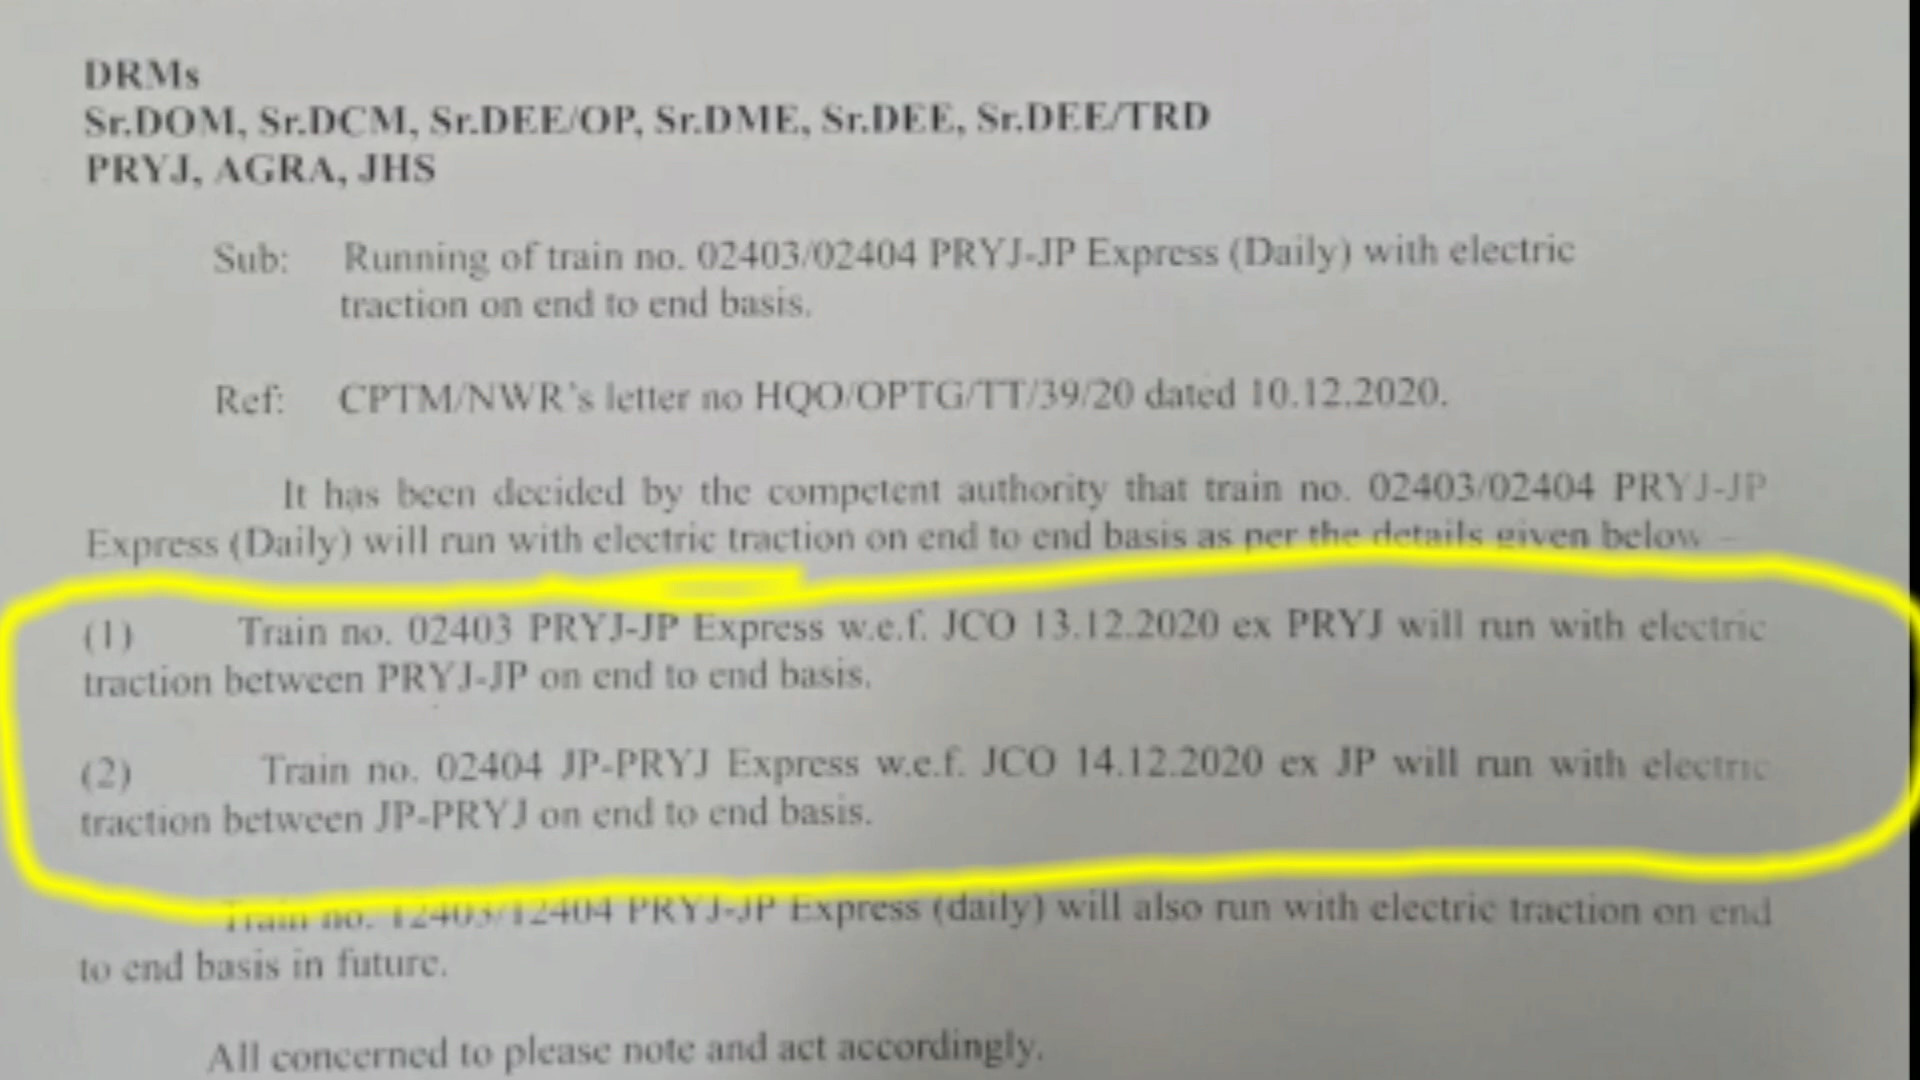 DRMs
Sr.DOM, Sr.DCM, Sr.DEE/OP, Sr.DME, Sr.DEE, Sr.DEE/TRD
PRYJ, AGRA, JHS
Sub: Running of train no. 02403/02404 PRYJ-JP Express (Daily) with electric
traction on end to end basis.
Ref: CPTM/NWR's letter no HQO/OPTG/TT/39/20 dated 10.12.2020.
It has been decided by the competent authority that train no. 02403/02404 PRYJ-JP
Express (Daily) will run with electric traction on end to end basis as per the details given below –
(1) Train no. 02403 PRYJ-JP Express w.e.f. JCO 13.12.2020 ex PRYJ will run with electric
traction between PRYJ-JP on end to end basis.
(2) Train no. 02404 JP-PRYJ Express w.e.f. JCO 14.12.2020 ex JP will run with electric
traction between JP-PRYJ on end to end basis.
Train no. 12403/12404 PRYJ-JP Express (daily) will also run with electric traction on end
to end basis in future.
All concerned to please note and act accordingly.